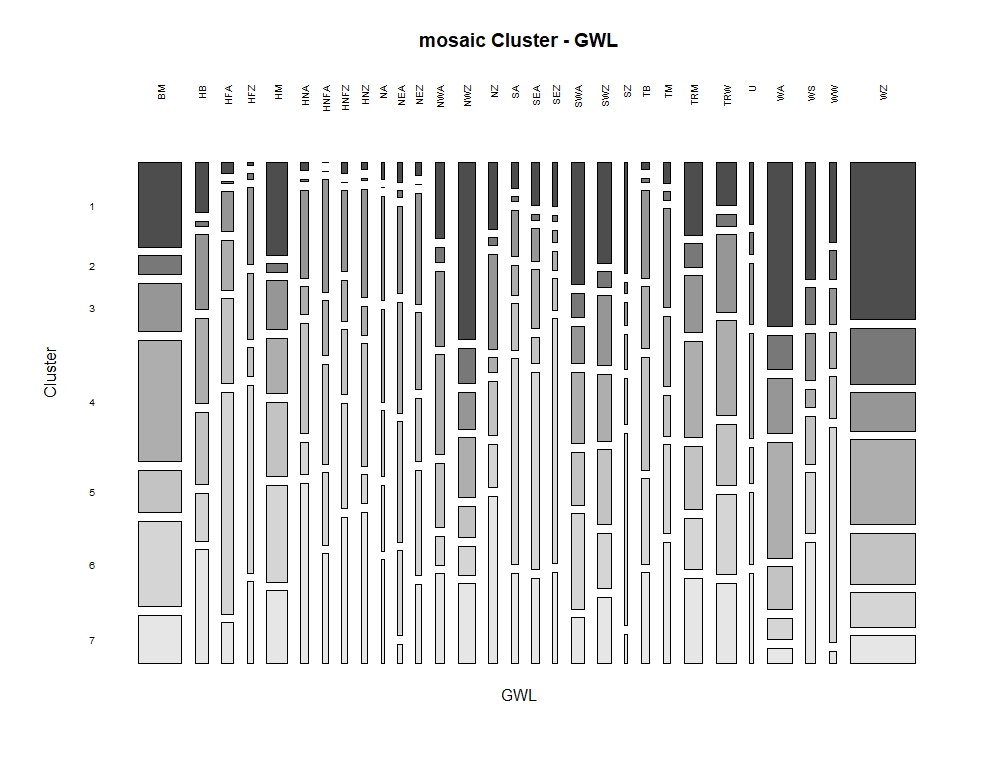 mosaic Cluster - GWL
BM HB HFA HFZ HM HNA HNFA HNFZ HNZ NA NEA NEZ NWA NWZ NZ SA SEA SEZ SWA SWZ SZ TB TM TRM TRW U WA WS WW WZ
1
2
3
Cluster
4
5
6
7
GWL